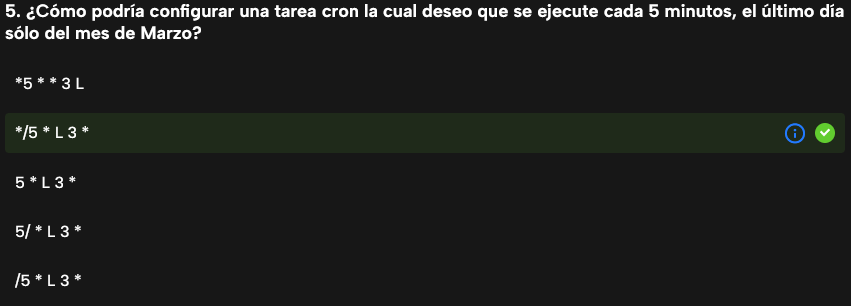 5. ¿Cómo podría configurar una tarea cron la cual deseo que se ejecute cada 5 minutos, el último día
sólo del mes de Marzo?
*5 * * 3 L
*/5 * L 3 *
5 * L 3 *
5/ * L 3 *
/5 * L 3 *